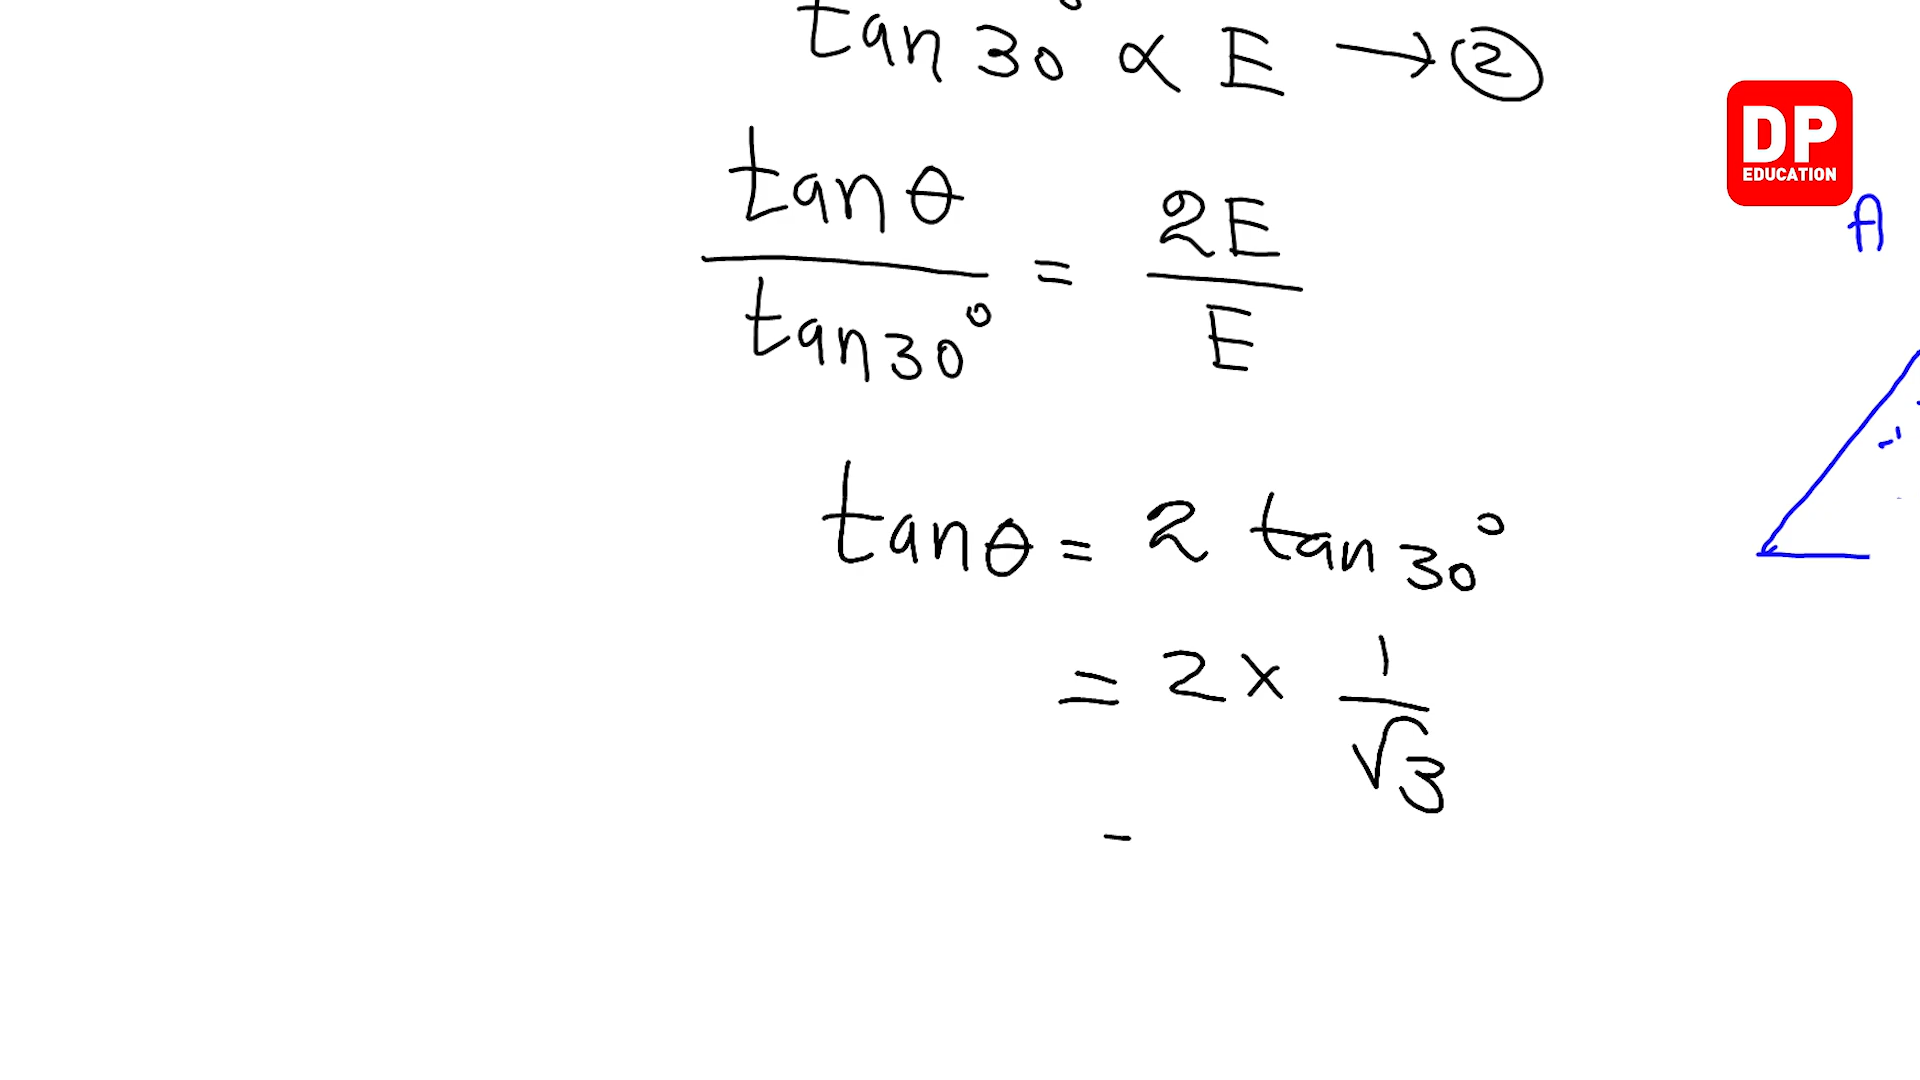 tan 30° ∝ E → ②
DP
EDUCATION
A
tan θ / tan 30° = 2E / E
tan θ = 2 tan 30°
= 2 × 1/√3
-